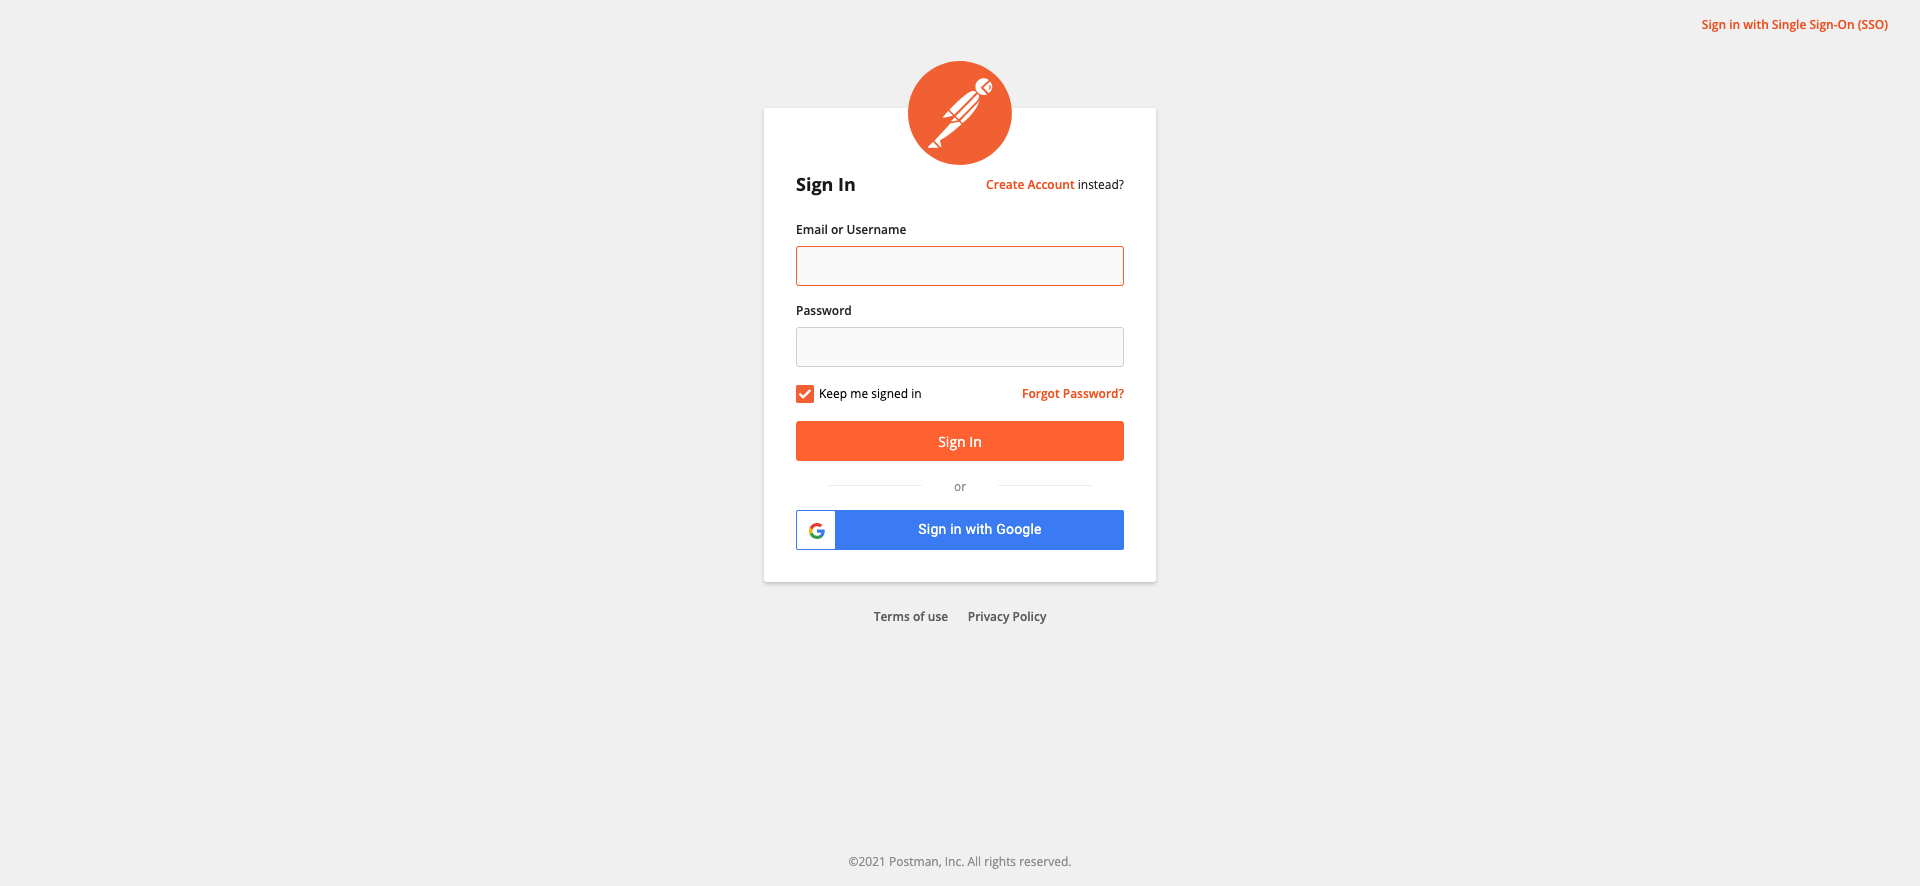 Sign in with Single Sign-On (SSO)
Sign In
Create Account instead?
Email or Username
Password
Keep me signed in
Forgot Password?
Sign In
or
Sign in with Google
Terms of use
Privacy Policy
©2021 Postman, Inc. All rights reserved.